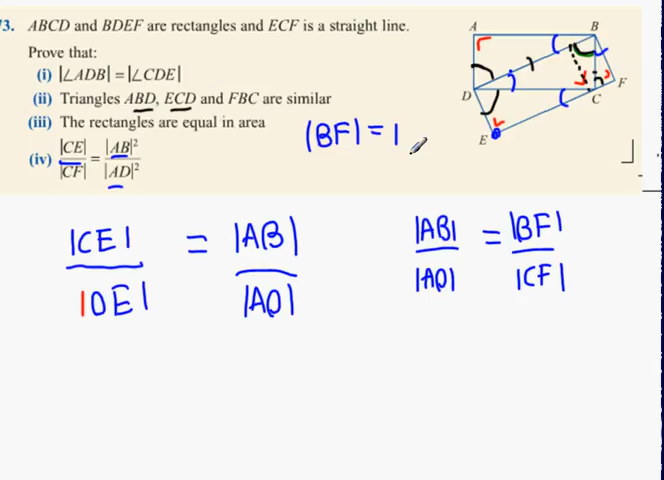 73. ABCD and BDEF are rectangles and ECF is a straight line.
Prove that:
(i) |∠ADB| = |∠CDE|
(ii) Triangles ABD, ECD and FBC are similar
(iii) The rectangles are equal in area
(iv) |CE| / |CF| = |AB|² / |AD|²
A B
D C F
E
|BF| = |
|CE| / |DE| = |AB| / |AD|
|AB| / |AD| = |BF| / |CF|